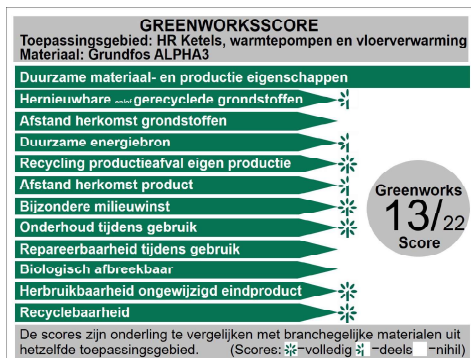 GREENWORKSSCORE
Toepassingsgebied: HR Ketels, warmtepompen en vloerverwarming
Materiaal: Grundfos ALPHA3
Duurzame materiaal- en productie eigenschappen
Hernieuwbare en/of gerecyclede grondstoffen
Afstand herkomst grondstoffen
Duurzame energiebron
Recycling productieafval eigen productie
Afstand herkomst product
Bijzondere milieuwinst
Onderhoud tijdens gebruik
Repareerbaarheid tijdens gebruik
Biologisch afbreekbaar
Herbruikbaarheid ongewijzigd eindproduct
Recyclebaarheid
Greenworks
13/22
Score
De scores zijn onderling te vergelijken met branchegelijke materialen uit
hetzelfde toepassingsgebied. (Scores: =volledig =deels =nihil)